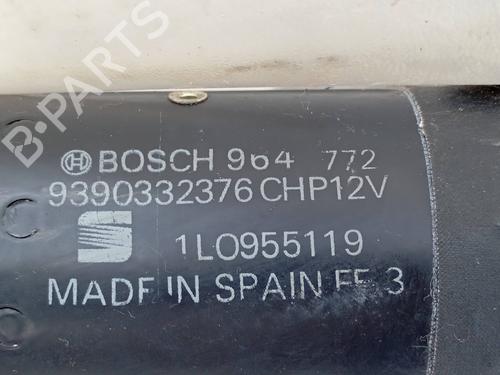 B-PARTS
BOSCH 964 772
9390332376 CHP12V
1L0955119
MADE IN SPAIN FE 3